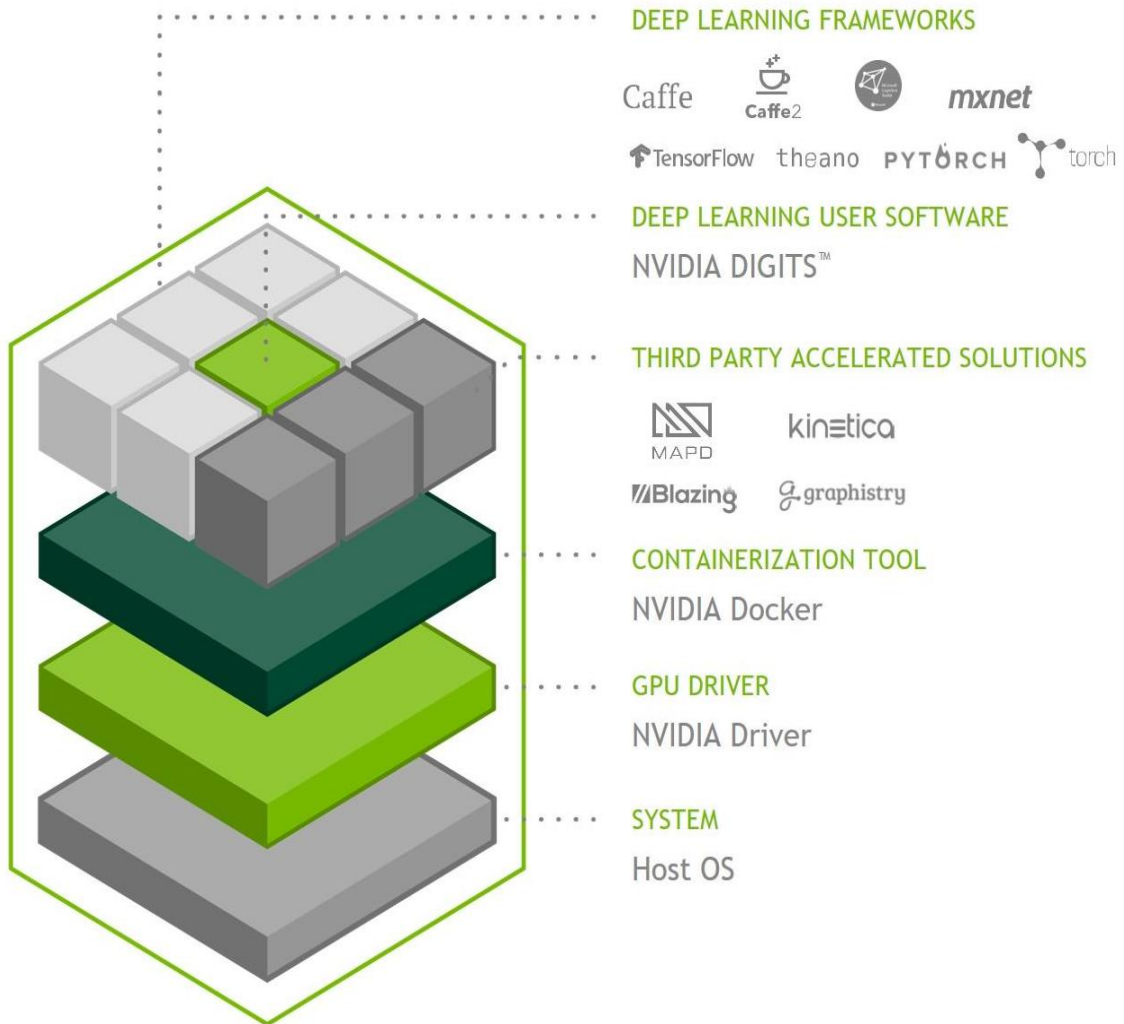 DEEP LEARNING FRAMEWORKS
Caffe Caffe2 mxnet
TensorFlow theano PYTORCH torch
DEEP LEARNING USER SOFTWARE
NVIDIA DIGITS™
THIRD PARTY ACCELERATED SOLUTIONS
MAPD kinetica
Blazing graphistry
CONTAINERIZATION TOOL
NVIDIA Docker
GPU DRIVER
NVIDIA Driver
SYSTEM
Host OS